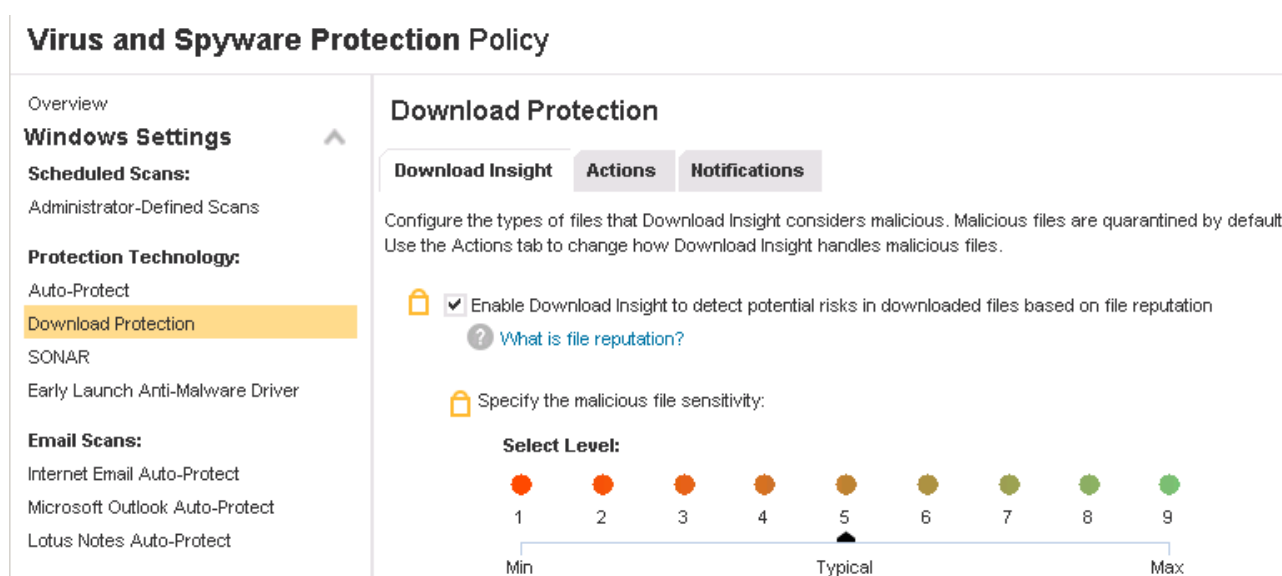 Virus and Spyware Protection Policy
Overview
Windows Settings
Scheduled Scans:
Administrator-Defined Scans
Protection Technology:
Auto-Protect
Download Protection
SONAR
Early Launch Anti-Malware Driver
Email Scans:
Internet Email Auto-Protect
Microsoft Outlook Auto-Protect
Lotus Notes Auto-Protect
Download Protection
Download Insight Actions Notifications
Configure the types of files that Download Insight considers malicious. Malicious files are quarantined by default
Use the Actions tab to change how Download Insight handles malicious files.
Enable Download Insight to detect potential risks in downloaded files based on file reputation
? What is file reputation?
Specify the malicious file sensitivity:
Select Level:
1 2 3 4 5 6 7 8 9
Min Typical Max